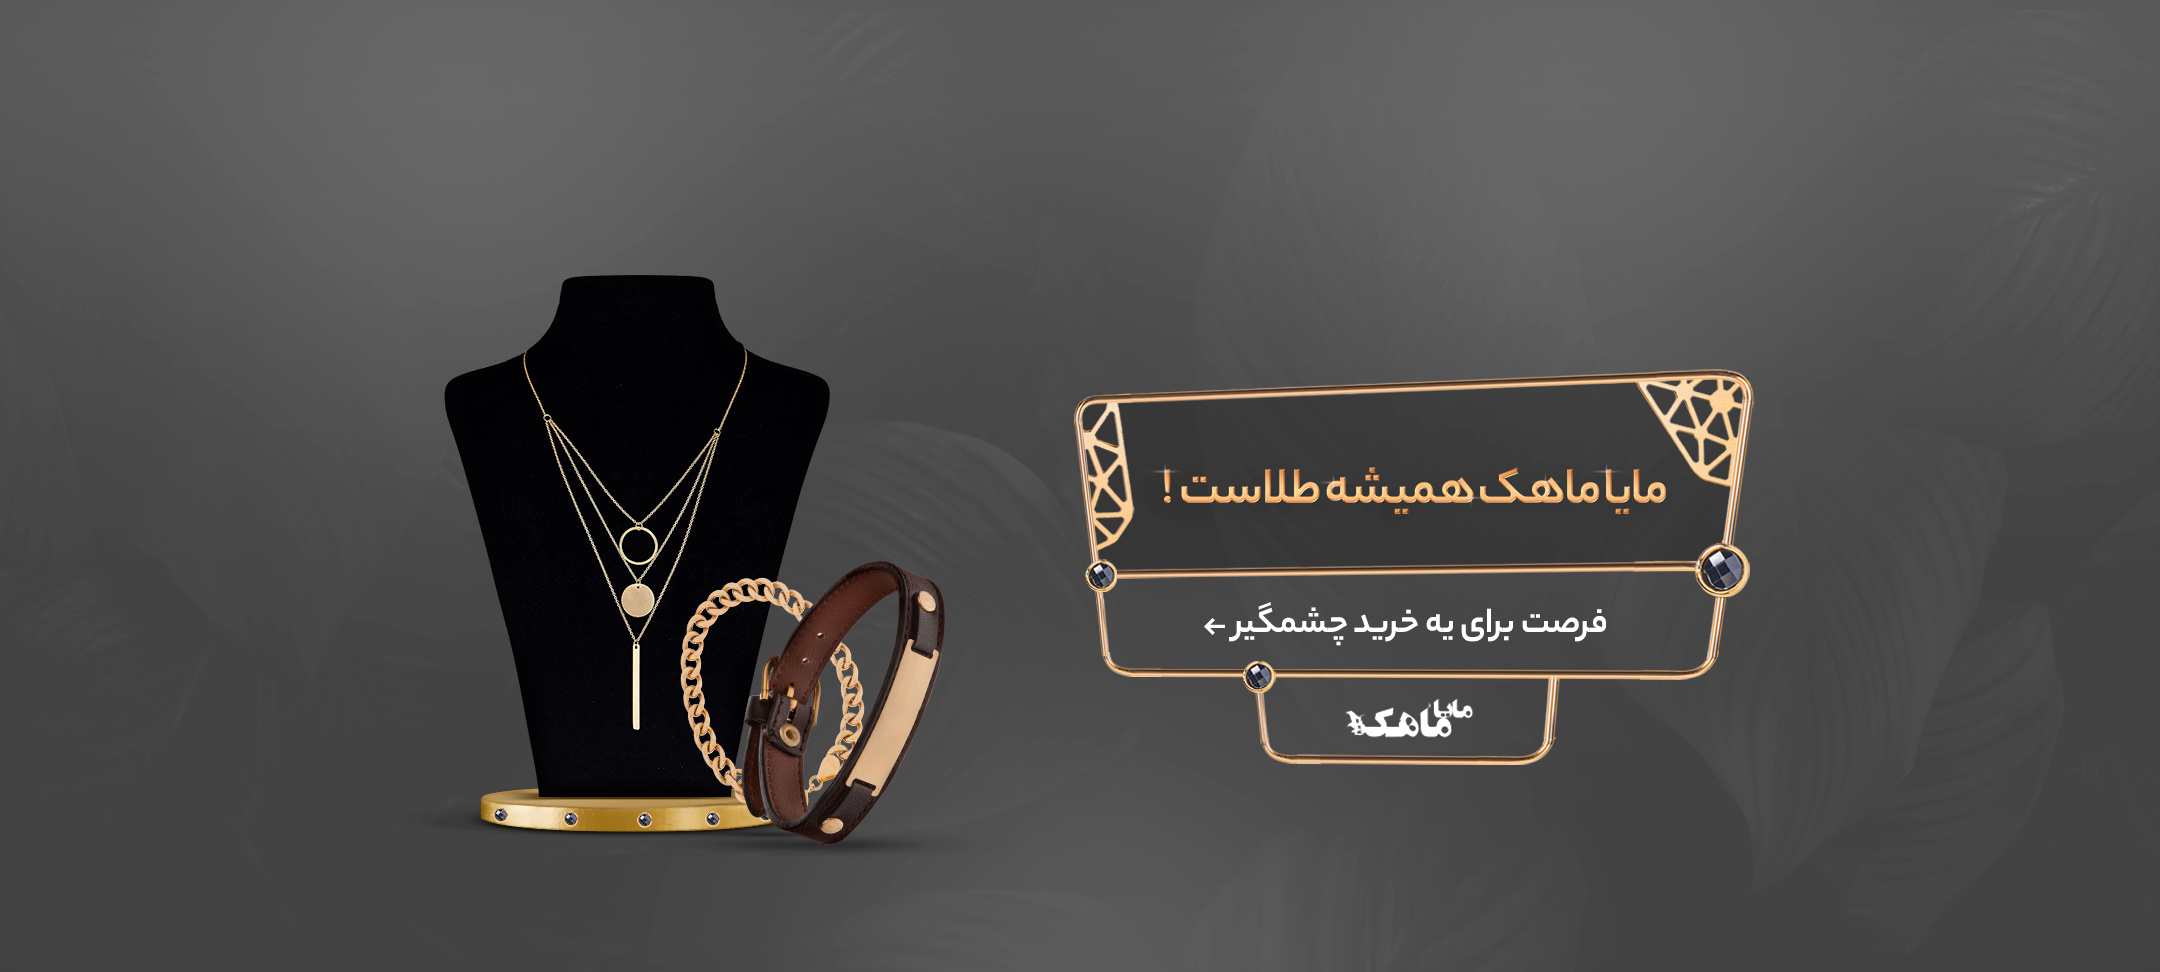 مایا ماهک همیشه طلاست !
فرصت برای یه خرید چشمگیر ←
مایا
ماهک